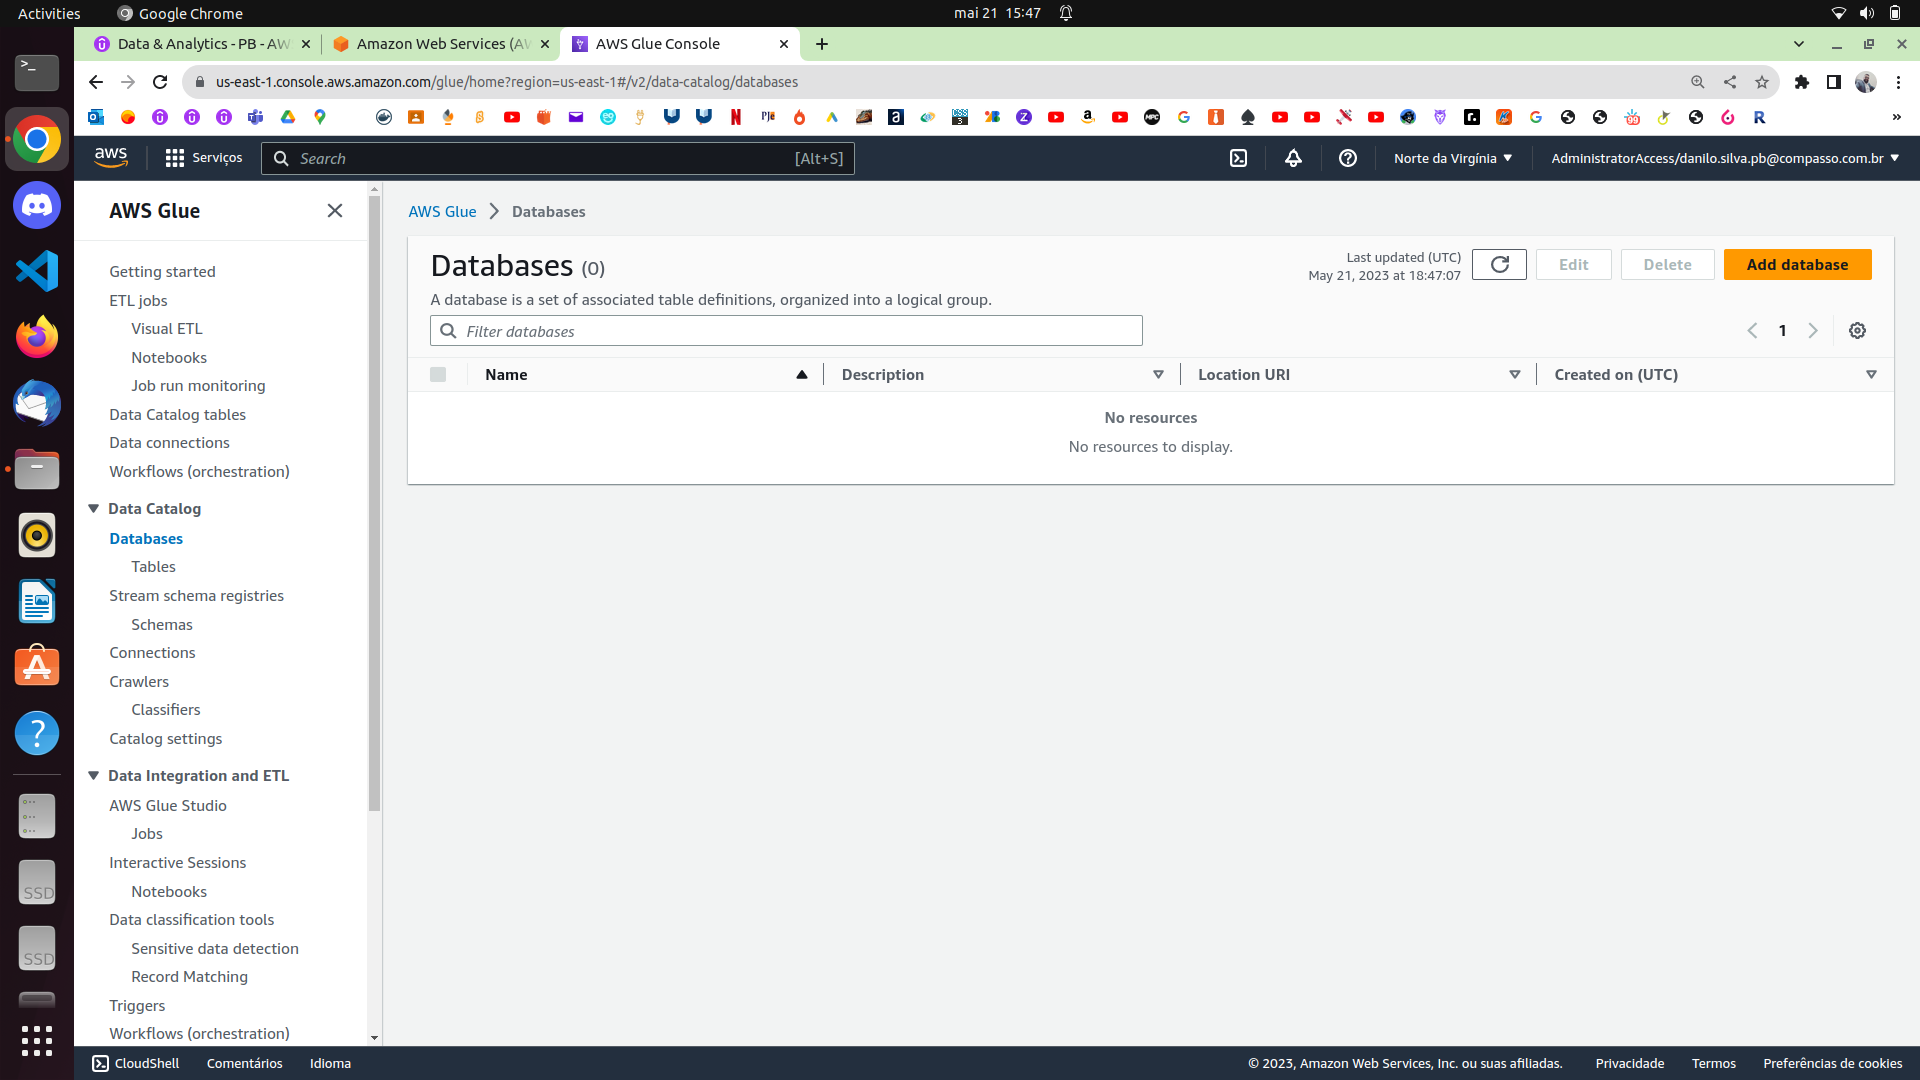 Activities
Google Chrome
mai 21 15:47
Data & Analytics - PB - AW
Amazon Web Services (AW
AWS Glue Console
us-east-1.console.aws.amazon.com/glue/home?region=us-east-1#/v2/data-catalog/databases
aws
Serviços
Search
[Alt+S]
Norte da Virgínia
AdministratorAccess/danilo.silva.pb@compasso.com.br
AWS Glue
Getting started
ETL jobs
Visual ETL
Notebooks
Job run monitoring
Data Catalog tables
Data connections
Workflows (orchestration)
Data Catalog
Databases
Tables
Stream schema registries
Schemas
Connections
Crawlers
Classifiers
Catalog settings
Data Integration and ETL
AWS Glue Studio
Jobs
Interactive Sessions
Notebooks
Data classification tools
Sensitive data detection
Record Matching
Triggers
Workflows (orchestration)
AWS Glue
Databases
Databases (0)
A database is a set of associated table definitions, organized into a logical group.
Last updated (UTC)
May 21, 2023 at 18:47:07
Edit
Delete
Add database
Filter databases
1
Name
Description
Location URI
Created on (UTC)
No resources
No resources to display.
SSD
SSD
CloudShell
Comentários
Idioma
© 2023, Amazon Web Services, Inc. ou suas afiliadas.
Privacidade
Termos
Preferências de cookies